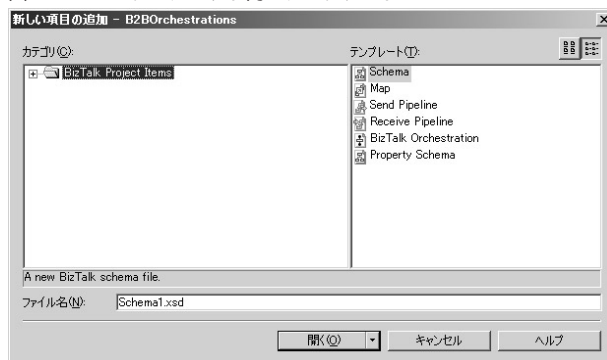 新しい項目の追加 - B2BOrchestrations
カテゴリ(C):
テンプレート(T):
BizTalk Project Items
Schema
Map
Send Pipeline
Receive Pipeline
BizTalk Orchestration
Property Schema
A new BizTalk schema file.
ファイル名(N):
Schema1.xsd
開く(O)
キャンセル
ヘルプ